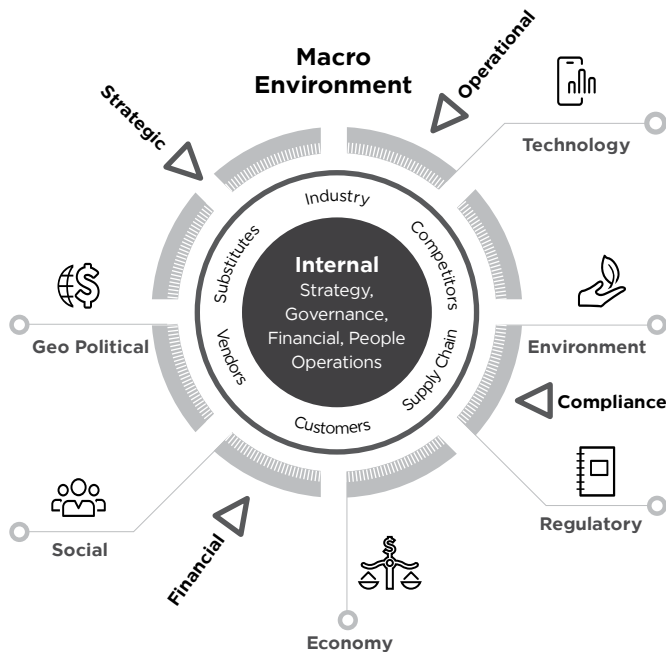 Macro
Environment
Strategic
Operational
Technology
Industry
Substitutes
Competitors
Internal
Strategy,
Governance,
Financial, People
Operations
Geo Political
Environment
Vendors
Supply Chain
Customers
Compliance
Social
Regulatory
Financial
Economy